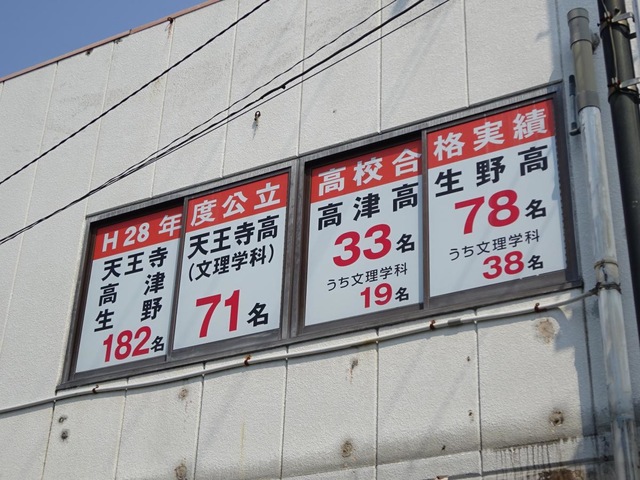 H28年度公立高校合格実績
天王寺
高津
生野
182名
天王寺高
(文理学科)
71名
高津高
33名
うち文理学科
19名
生野高
78名
うち文理学科
38名